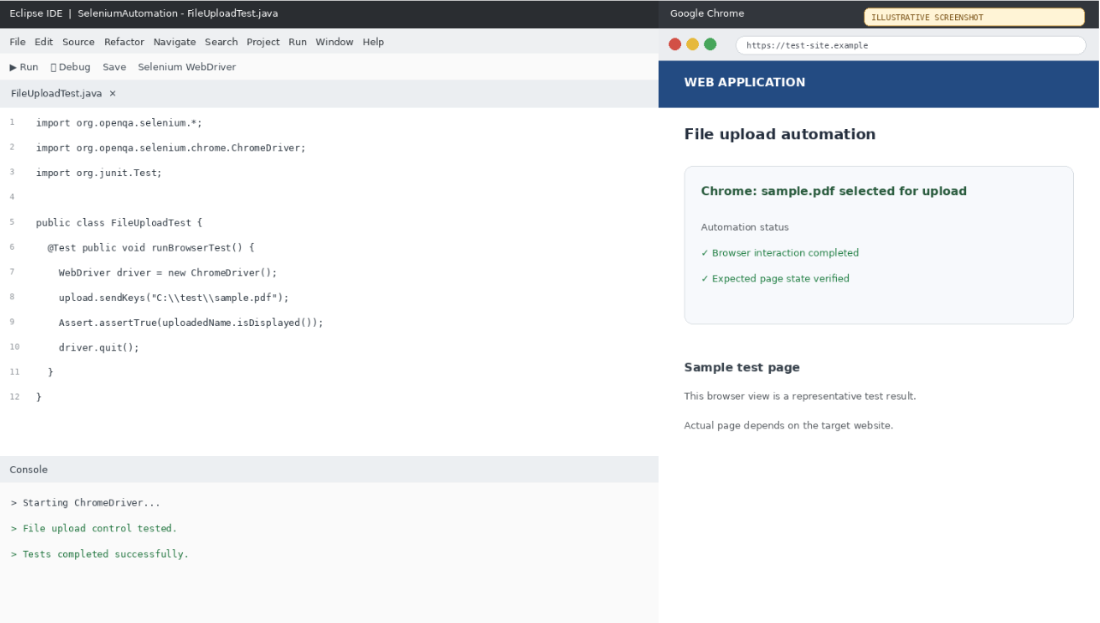 Eclipse IDE | SeleniumAutomation - FileUploadTest.java
File Edit Source Refactor Navigate Search Project Run Window Help
▶ Run Debug Save Selenium WebDriver
FileUploadTest.java ×
1 import org.openqa.selenium.*;
2 import org.openqa.selenium.chrome.ChromeDriver;
3 import org.junit.Test;
4
5 public class FileUploadTest {
6 @Test public void runBrowserTest() {
7 WebDriver driver = new ChromeDriver();
8 upload.sendKeys("C:\\test\\sample.pdf");
9 Assert.assertTrue(uploadedName.isDisplayed());
10 driver.quit();
11 }
12 }
Console
> Starting ChromeDriver...
> File upload control tested.
> Tests completed successfully.
Google Chrome
ILLUSTRATIVE SCREENSHOT
https://test-site.example
WEB APPLICATION
File upload automation
Chrome: sample.pdf selected for upload
Automation status
✓ Browser interaction completed
✓ Expected page state verified
Sample test page
This browser view is a representative test result.
Actual page depends on the target website.